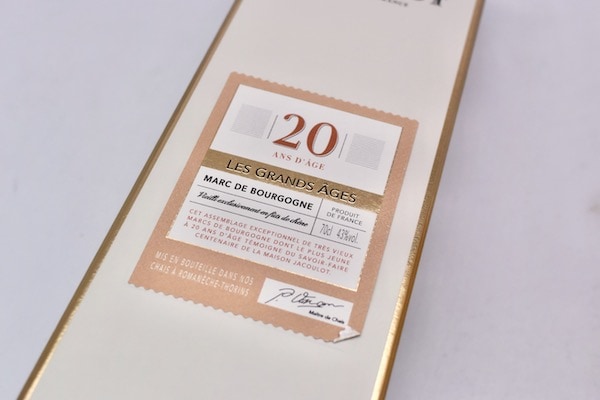 20
ANS D'ÂGE
LES GRANDS ÂGES
MARC DE BOURGOGNE
Vieilli exclusivement en fûts de chêne
PRODUIT
DE FRANCE
70cl 43%vol.
CET ASSEMBLAGE EXCEPTIONNEL DE TRÈS VIEUX
MARCS DE BOURGOGNE DONT LE PLUS JEUNE
A 20 ANS D'ÂGE TÉMOIGNE DU SAVOIR-FAIRE
CENTENAIRE DE LA MAISON JACOULOT.
MIS EN BOUTEILLE DANS NOS
CHAIS À ROMANÈCHE-THORINS
Maître de Chais